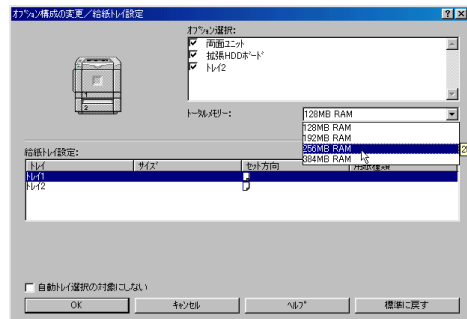 オプション構成の変更／給紙トレイ設定
オプション選択:
両面ユニット
拡張HDDボード
トレイ2
1
2
トータルメモリー:
128MB RAM
128MB RAM
192MB RAM
256MB RAM
384MB RAM
給紙トレイ設定:
トレイ サイズ セット方向 用紙種類
トレイ1
トレイ2
自動トレイ選択の対象にしない
OK キャンセル ヘルプ 標準に戻す